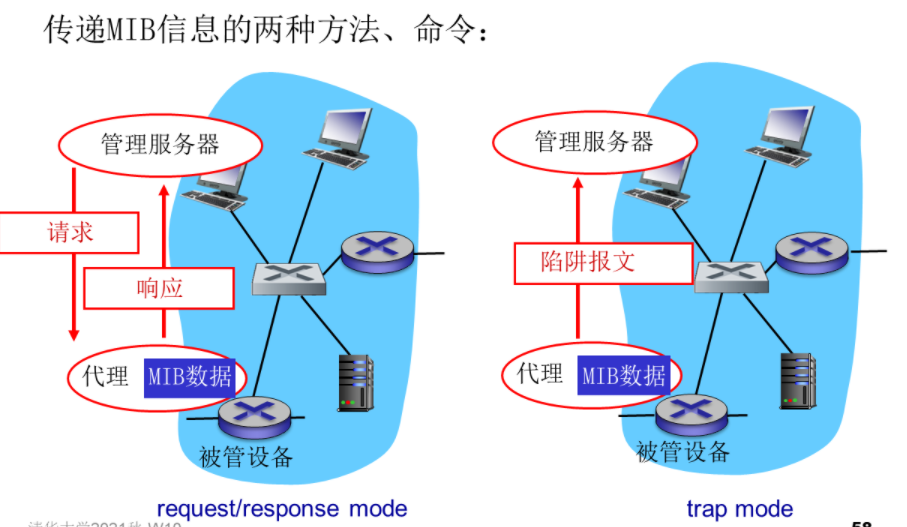 传递MIB信息的两种方法、命令：
管理服务器
请求
响应
代理 MIB数据
被管设备
request/response mode
管理服务器
陷阱报文
代理 MIB数据
被管设备
trap mode
58